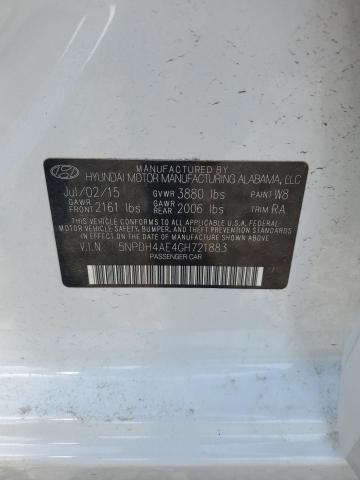 MANUFACTURED BY
HYUNDAI MOTOR MANUFACTURING ALABAMA, LLC
Jul/02/15 GVWR 3880 lbs PAINT W8
GAWR FRONT 2161 lbs GAWR REAR 2006 lbs TRIM RA
THIS VEHICLE CONFORMS TO ALL APPLICABLE U.S.A FEDERAL
MOTOR VEHICLE SAFETY, BUMPER, AND THEFT PREVENTION
STANDARDS IN EFFECT ON THE DATE OF MANUFACTURE SHOWN ABOVE.
V.I.N 5NPDH4AE4GH721883
PASSENGER CAR